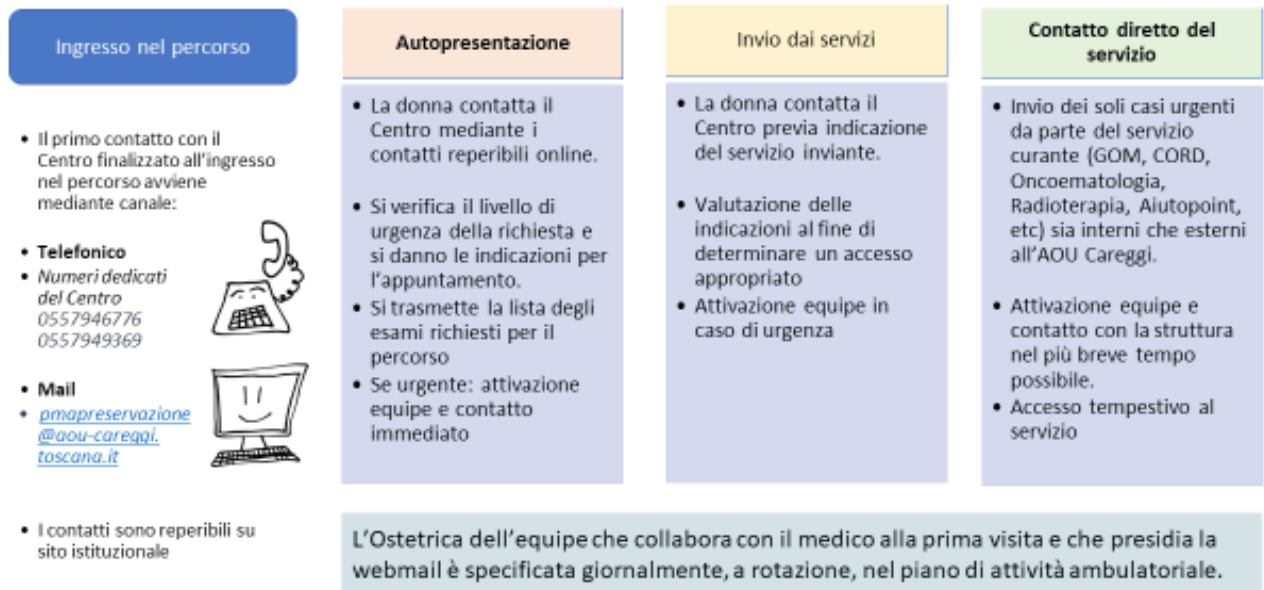 Ingresso nel percorso
• Il primo contatto con il
Centro finalizzato all'ingresso
nel percorso avviene
mediante canale:
• Telefonico
• Numeri dedicati
del Centro
0557946776
0557949369
• Mail
• pmapreservazione
@aou-careggi.
toscana.it
• I contatti sono reperibili su
sito istituzionale
Autopresentazione
• La donna contatta il
Centro mediante i
contatti reperibili online.
• Si verifica il livello di
urgenza della richiesta e
si danno le indicazioni per
l'appuntamento.
• Si trasmette la lista degli
esami richiesti per il
percorso
• Se urgente: attivazione
equipe e contatto
immediato
Invio dai servizi
• La donna contatta il
Centro previa indicazione
del servizio inviante.
• Valutazione delle
indicazioni al fine di
determinare un accesso
appropriato
• Attivazione equipe in
caso di urgenza
Contatto diretto del
servizio
• Invio dei soli casi urgenti
da parte del servizio
curante (GOM, CORD,
Oncoematologia,
Radioterapia, Aiutopoint,
etc) sia interni che esterni
all'AOU Careggi.
• Attivazione equipe e
contatto con la struttura
nel più breve tempo
possibile.
• Accesso tempestivo al
servizio
L'Ostetrica dell'equipe che collabora con il medico alla prima visita e che presidia la
webmail è specificata giornalmente, a rotazione, nel piano di attività ambulatoriale.